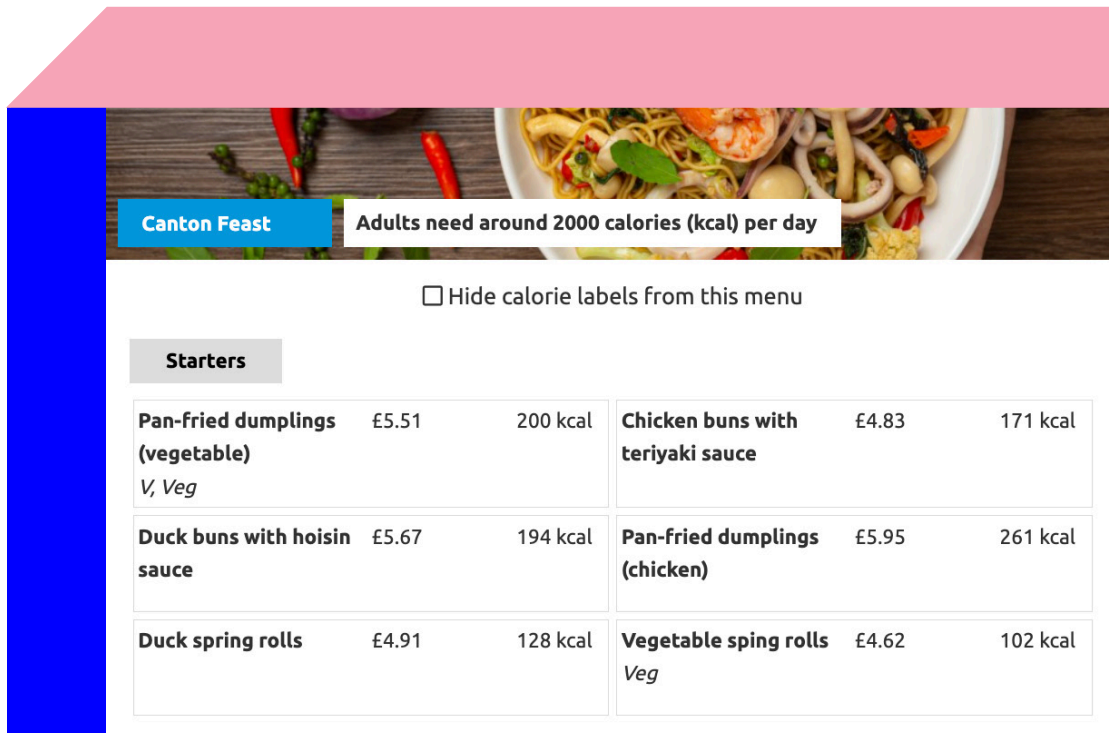 Canton Feast
Adults need around 2000 calories (kcal) per day
Hide calorie labels from this menu
Starters
Pan-fried dumplings £5.51 200 kcal
(vegetable)
V, Veg
Chicken buns with £4.83 171 kcal
teriyaki sauce
Duck buns with hoisin £5.67 194 kcal
sauce
Pan-fried dumplings £5.95 261 kcal
(chicken)
Duck spring rolls £4.91 128 kcal
Vegetable sping rolls £4.62 102 kcal
Veg